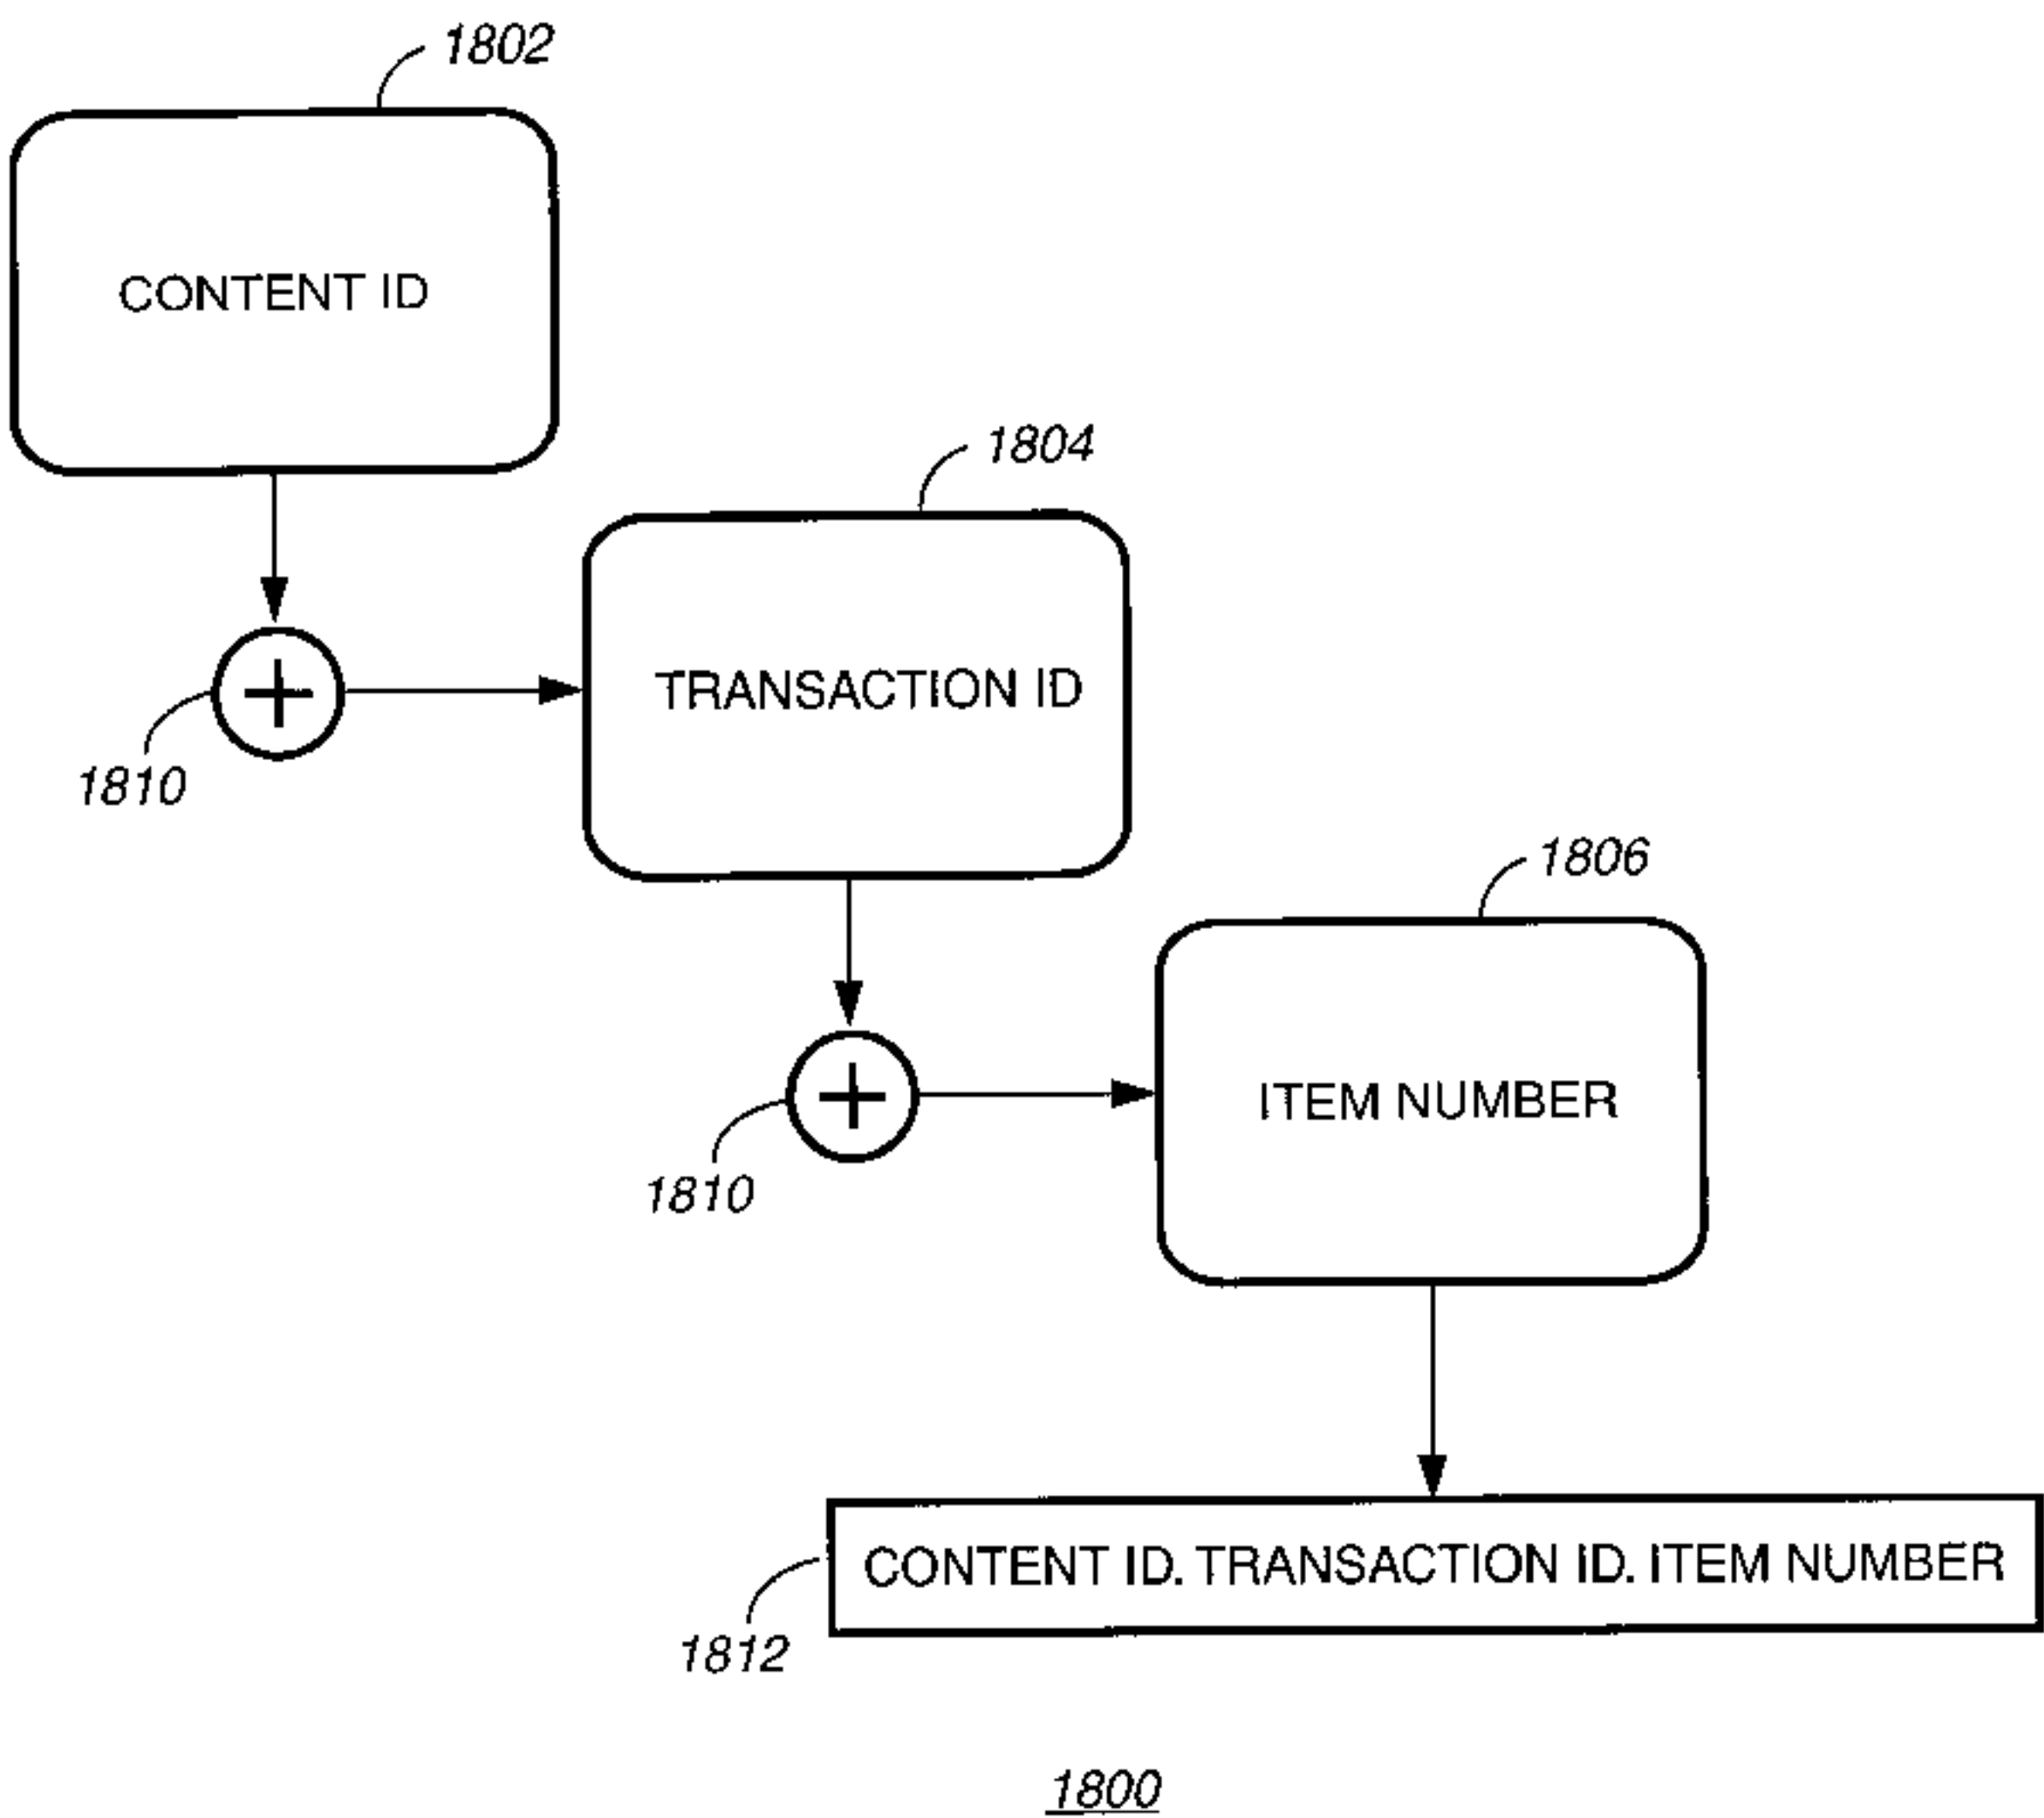 1802
CONTENT ID
1804
TRANSACTION ID
1810
1806
ITEM NUMBER
1810
CONTENT ID. TRANSACTION ID. ITEM NUMBER
1812
1800